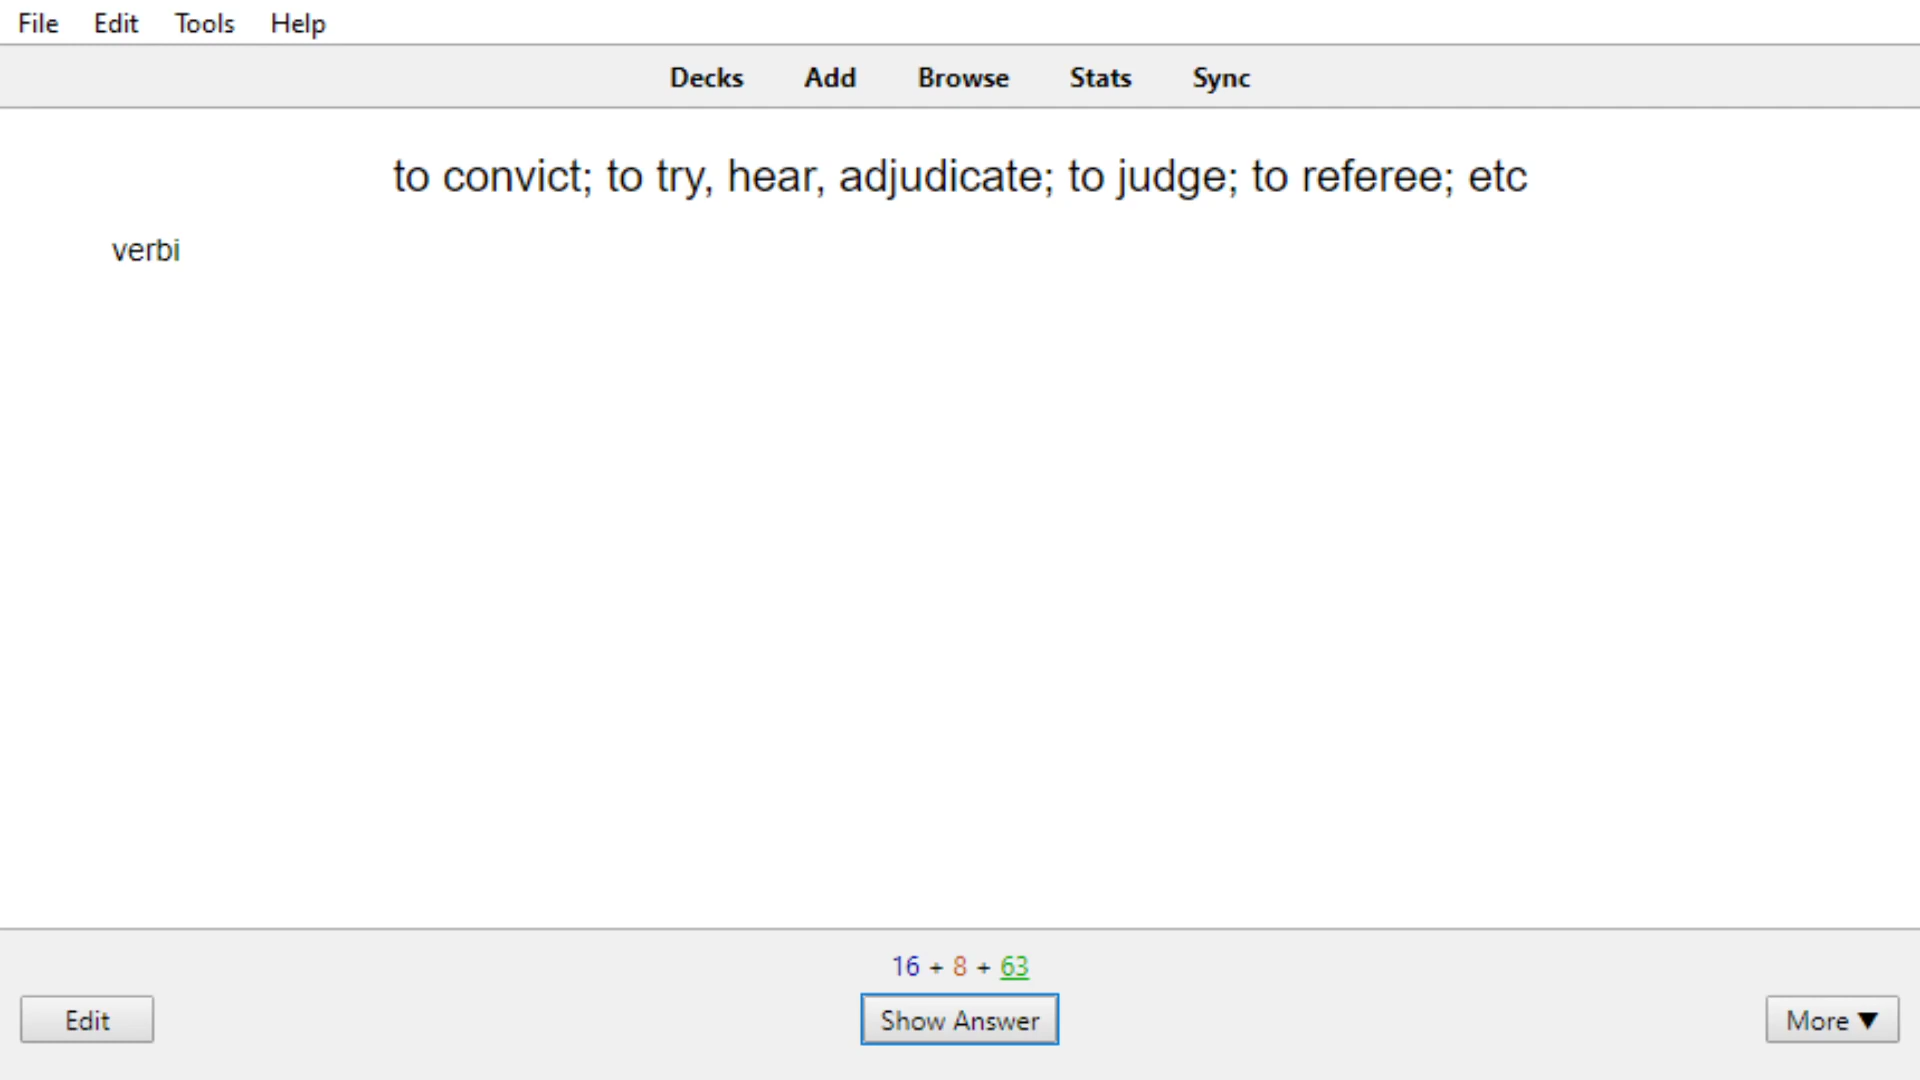 File Edit Tools Help
Decks Add Browse Stats Sync
to convict; to try, hear, adjudicate; to judge; to referee; etc
verbi
16 + 8 + 63
Edit Show Answer More ▼